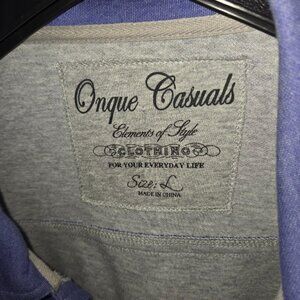 Onque Casuals
Elements of Style
CLOTHING
FOR YOUR EVERYDAY LIFE
Size: L
MADE IN CHINA